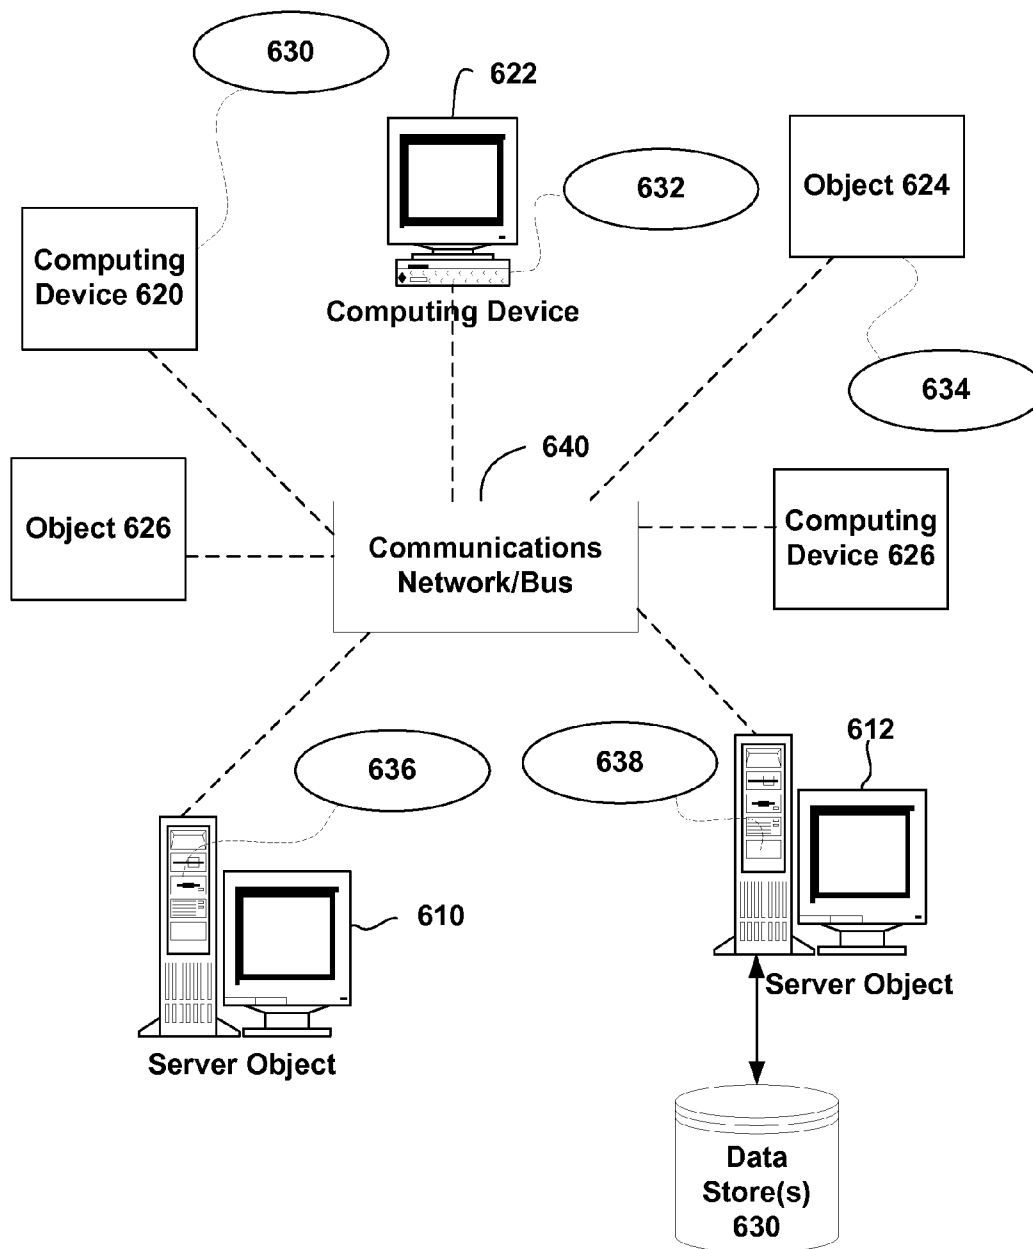 630
622
632
Object 624
Computing
Device 620
Computing Device
634
640
Object 626
Communications
Network/Bus
Computing
Device 626
636
638
612
610
Server Object
Server Object
Data
Store(s)
630